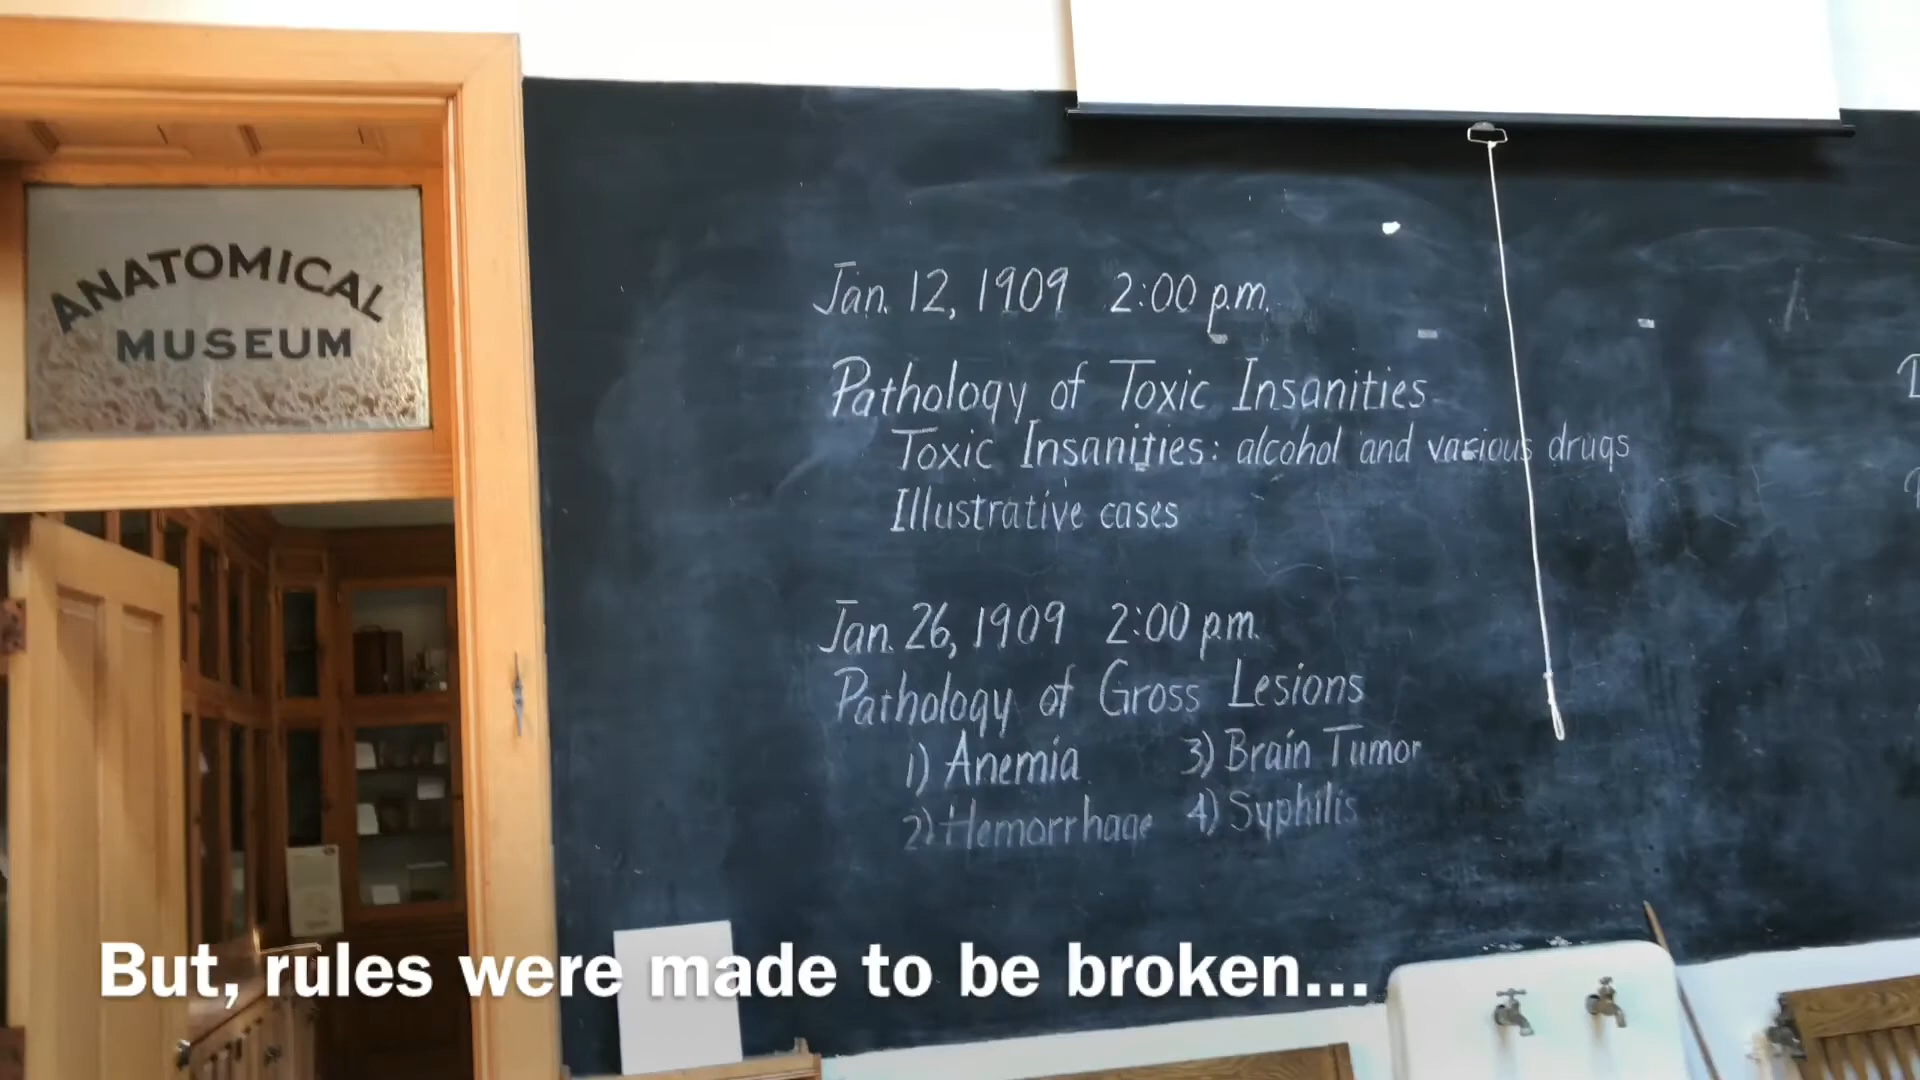 ANATOMICAL
MUSEUM
Jan. 12, 1909 2:00 p.m.
Pathology of Toxic Insanities
Toxic Insanities: alcohol and various drugs
Illustrative cases
Jan. 26, 1909 2:00 p.m.
Pathology of Gross Lesions
1) Anemia 3) Brain Tumor
2) Hemorrhage 4) Syphilis
But, rules were made to be broken...